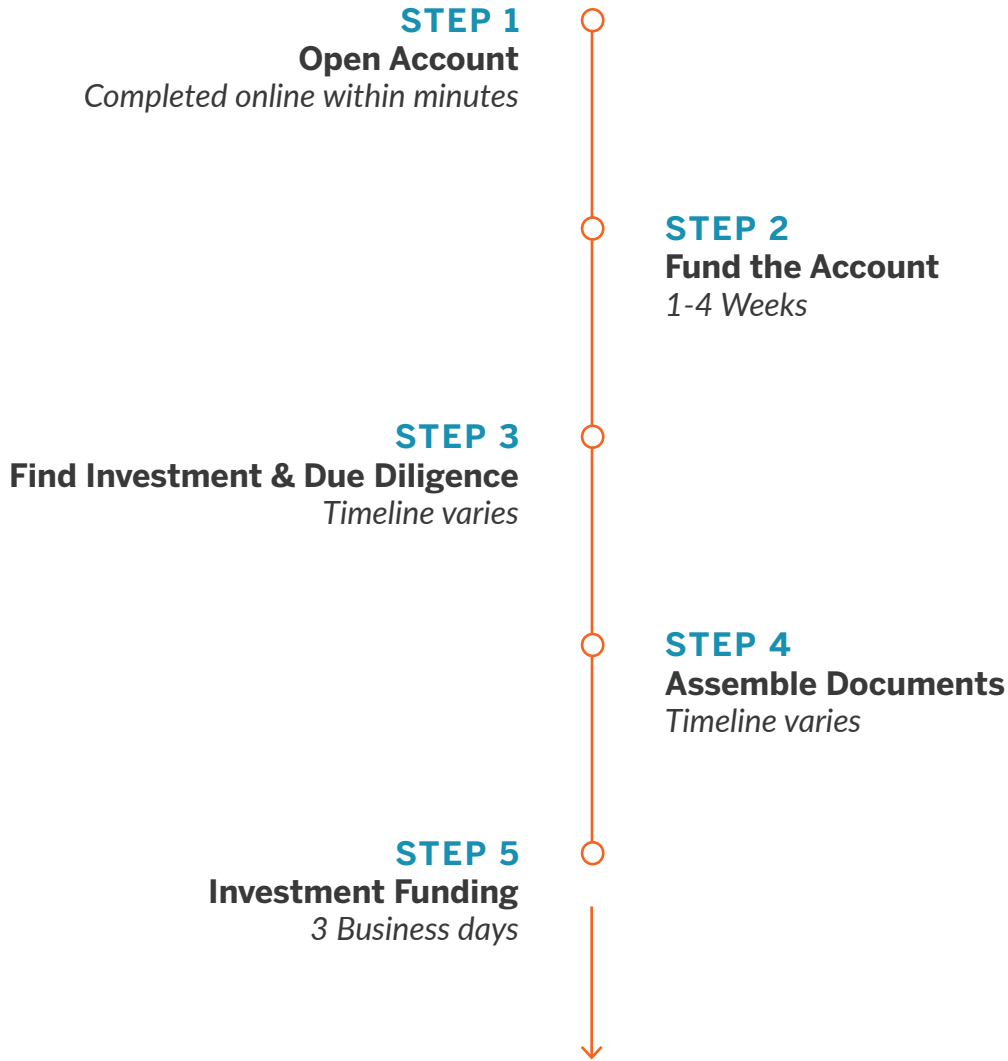 STEP 1
Open Account
Completed online within minutes
STEP 2
Fund the Account
1-4 Weeks
STEP 3
Find Investment & Due Diligence
Timeline varies
STEP 4
Assemble Documents
Timeline varies
STEP 5
Investment Funding
3 Business days